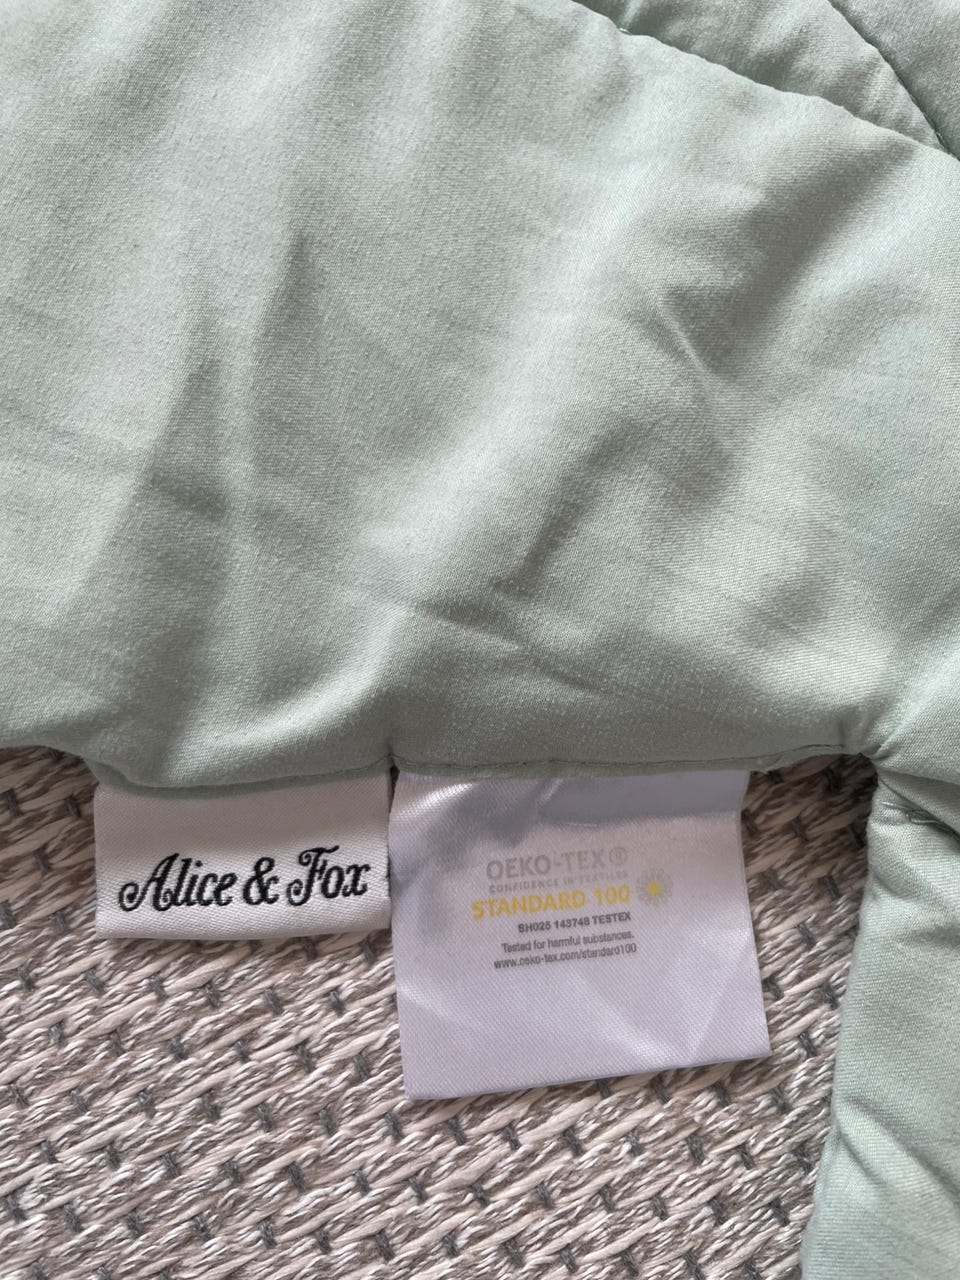 Alice & Fox
OEKO-TEX®
CONFIDENCE IN TEXTILES
STANDARD 100
SH025 143748 TESTEX
Tested for harmful substances.
www.oeko-tex.com/standard100